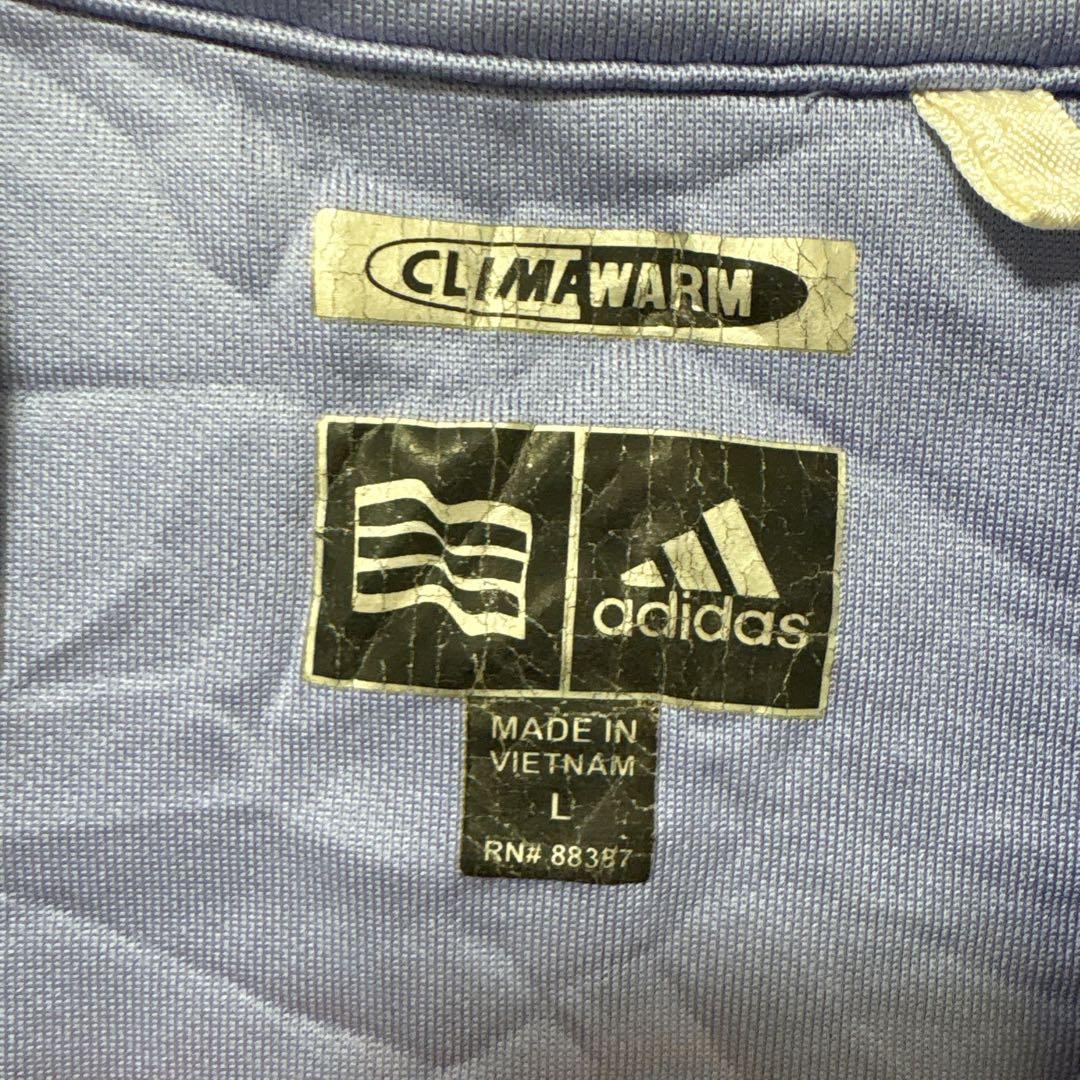 CLIMAWARM
adidas
MADE IN
VIETNAM
L
RN# 88387